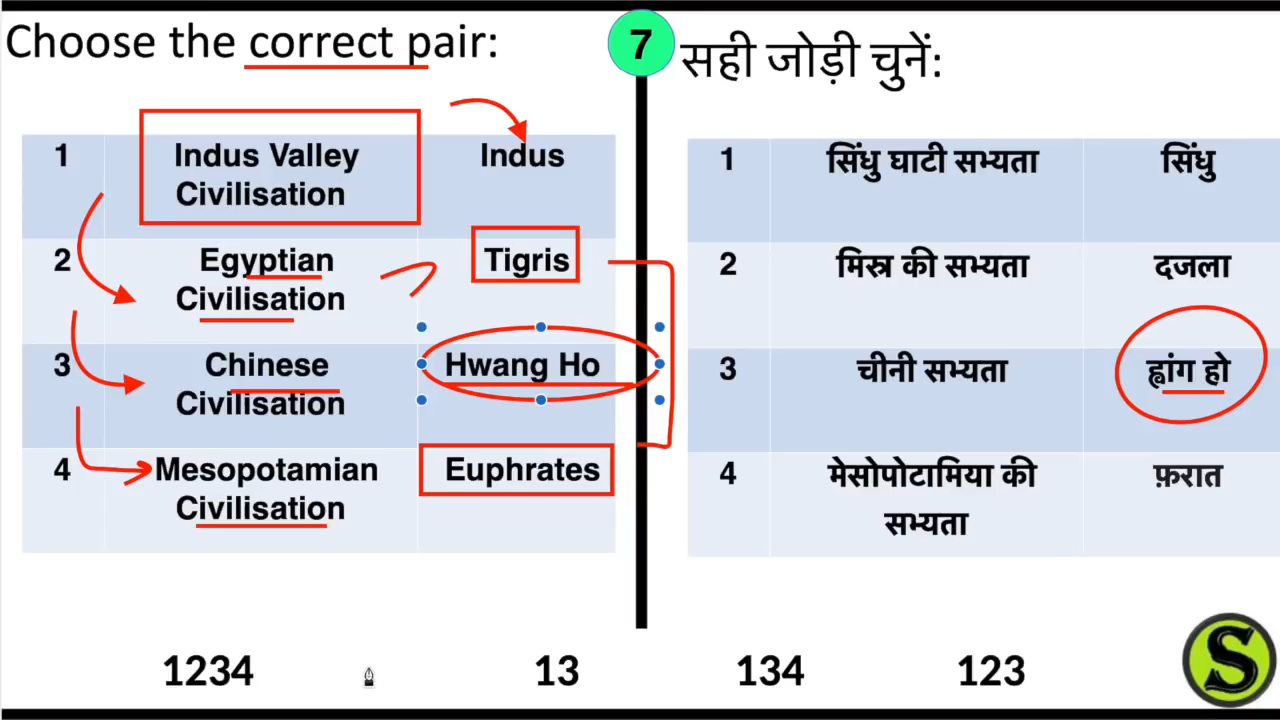 Choose the correct pair:
7
सही जोड़ी चुनें:
1 Indus Valley Civilisation Indus
2 Egyptian Civilisation Tigris
3 Chinese Civilisation Hwang Ho
4 Mesopotamian Civilisation Euphrates
1 सिंधु घाटी सभ्यता सिंधु
2 मिस्र की सभ्यता दजला
3 चीनी सभ्यता ह्वांग हो
4 मेसोपोटामिया की सभ्यता फ़रात
1234 13 134 123
S